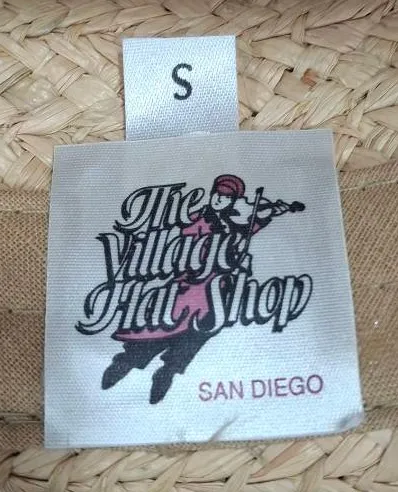 S
The
Village
Hat Shop
SAN DIEGO